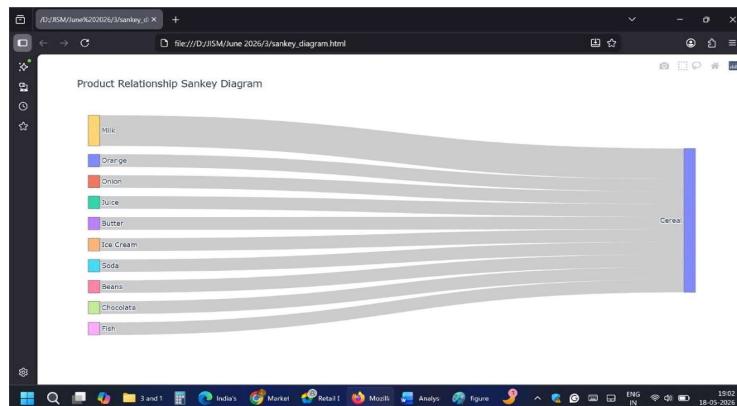 /D:/JISM/June%202026/3/sankey_di
file:///D:/JISM/June 2026/3/sankey_diagram.html
Product Relationship Sankey Diagram
Milk
Orange
Onion
Juice
Butter
Ice Cream
Soda
Beans
Chocolate
Fish
Cereal
3 and 1
India's
Market
Retail I
Mozill
Analys
figure
ENG
IN
19:02
18-05-2026